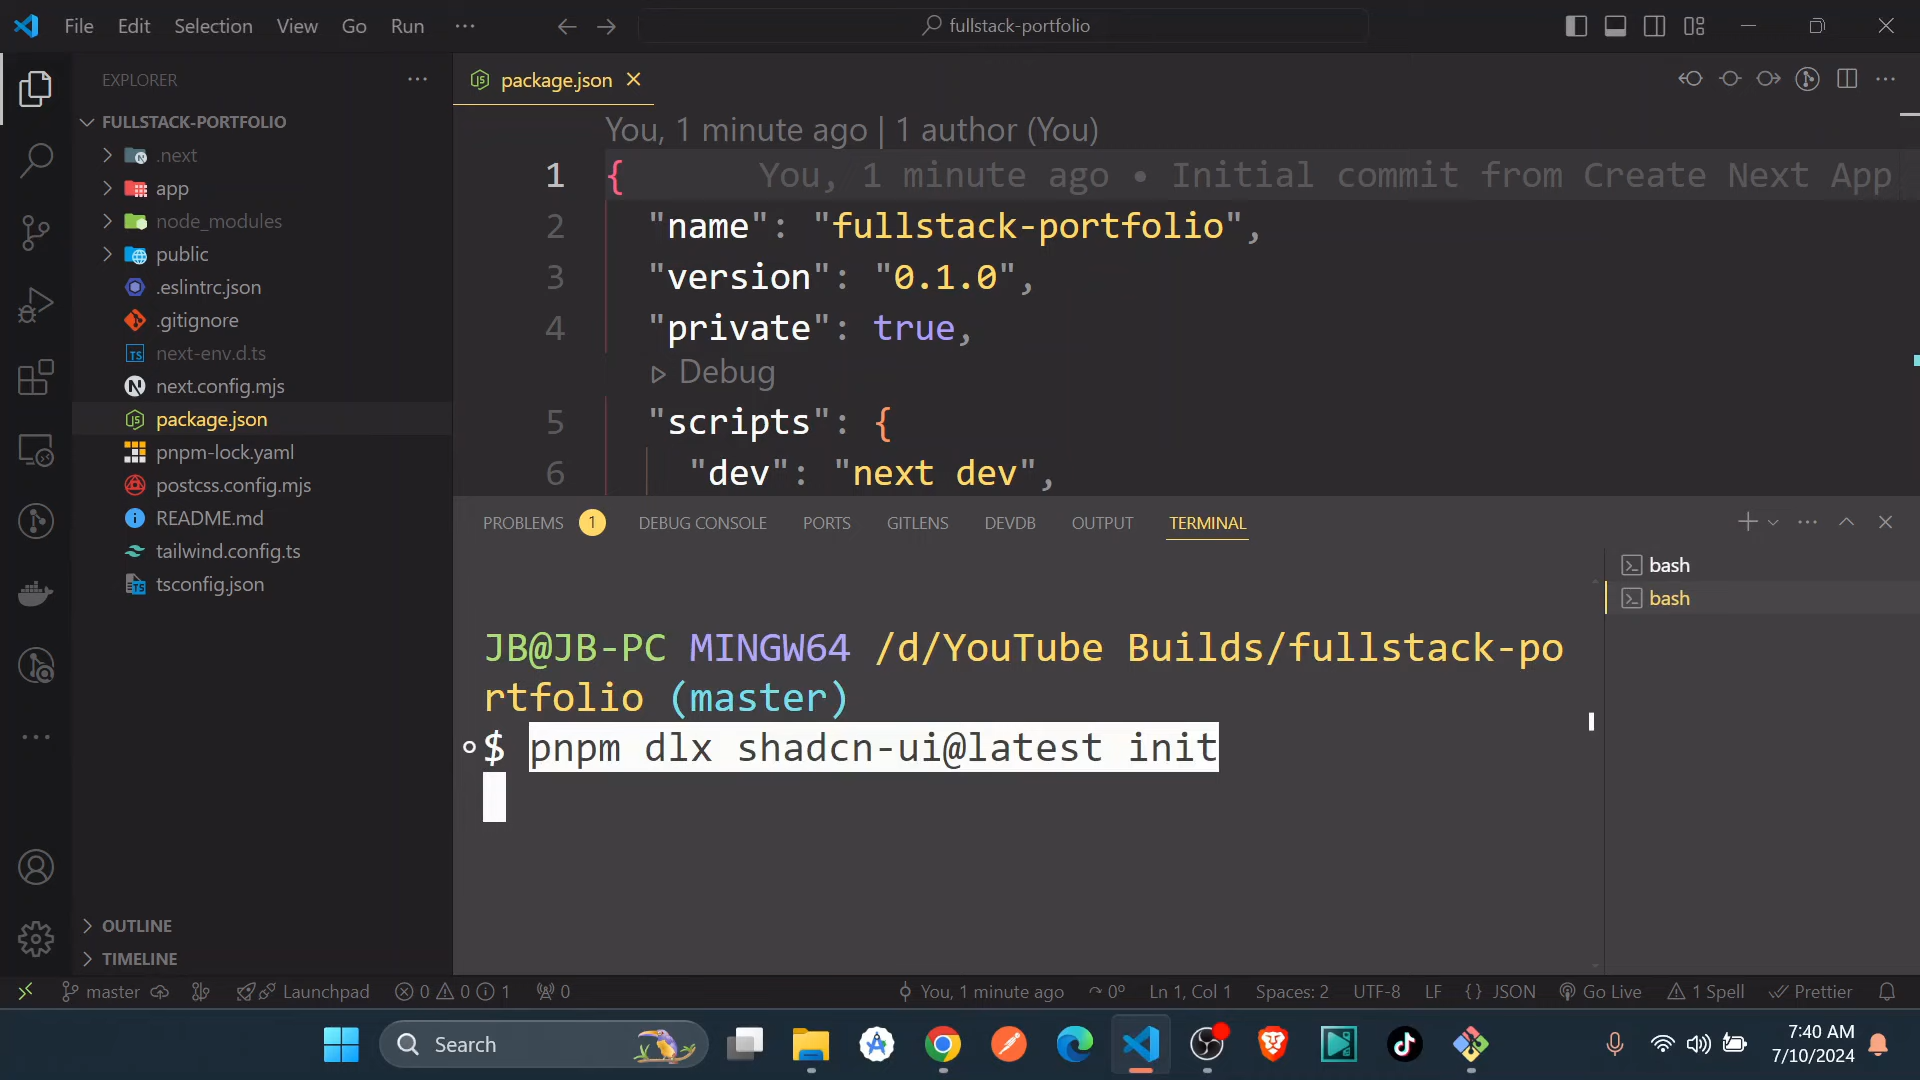 File Edit Selection View Go Run ··· fullstack-portfolio
EXPLORER ···
FULLSTACK-PORTFOLIO
.next
app
node_modules
public
.eslintrc.json
.gitignore
next-env.d.ts
next.config.mjs
package.json
pnpm-lock.yaml
postcss.config.mjs
README.md
tailwind.config.ts
tsconfig.json
OUTLINE
TIMELINE
package.json
You, 1 minute ago | 1 author (You)
1 { You, 1 minute ago • Initial commit from Create Next App
2 "name": "fullstack-portfolio",
3 "version": "0.1.0",
4 "private": true,
Debug
5 "scripts": {
6 "dev": "next dev",
PROBLEMS 1 DEBUG CONSOLE PORTS GITLENS DEVDB OUTPUT TERMINAL
bash
bash
JB@JB-PC MINGW64 /d/YouTube Builds/fullstack-po
rtfolio (master)
$ pnpm dlx shadcn-ui@latest init
master Launchpad 0 0 1 0 You, 1 minute ago 0° Ln 1, Col 1 Spaces: 2 UTF-8 LF {} JSON Go Live 1 Spell Prettier
Search
7:40 AM
7/10/2024